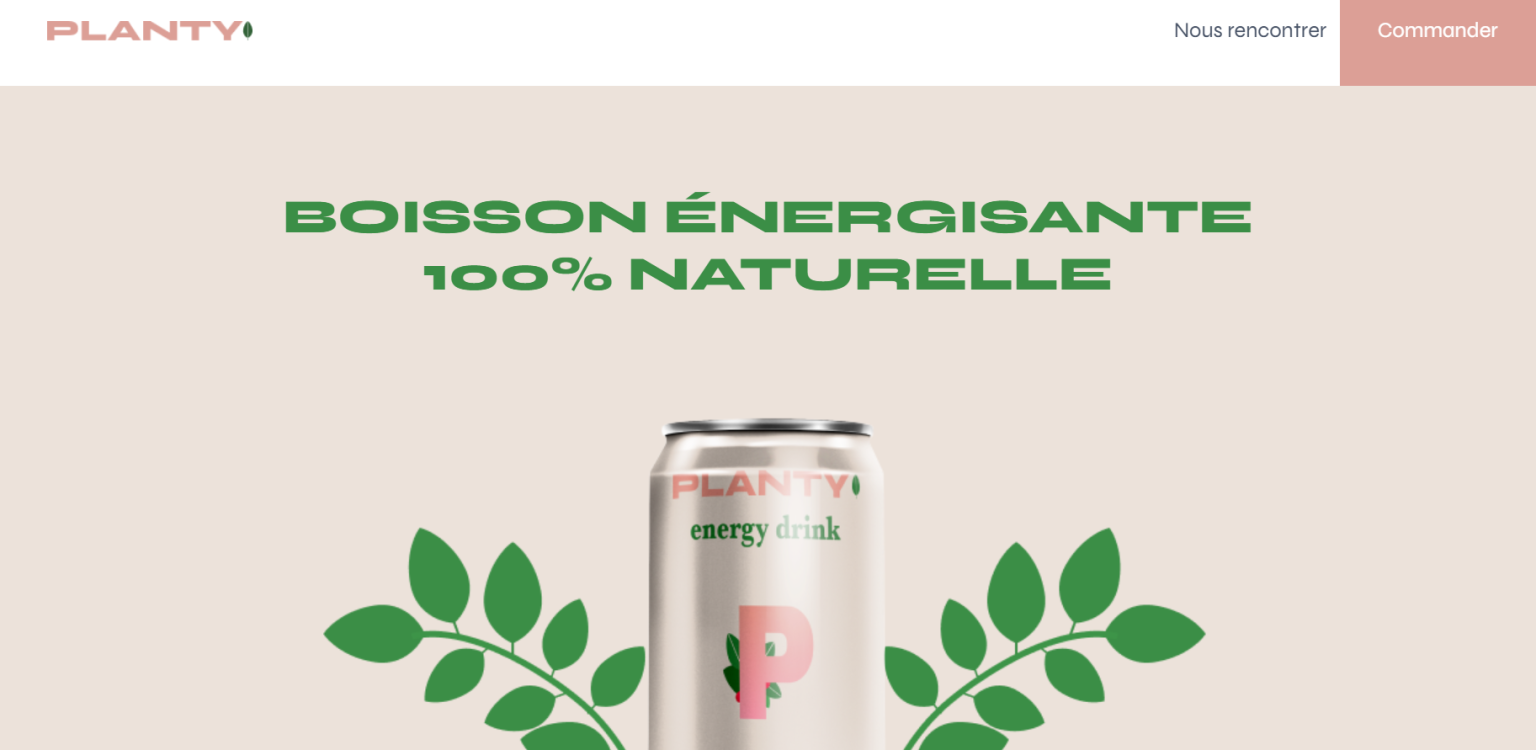 PLANTY
Nous rencontrer
Commander
BOISSON ÉNERGISANTE
100% NATURELLE
PLANTY
energy drink
P